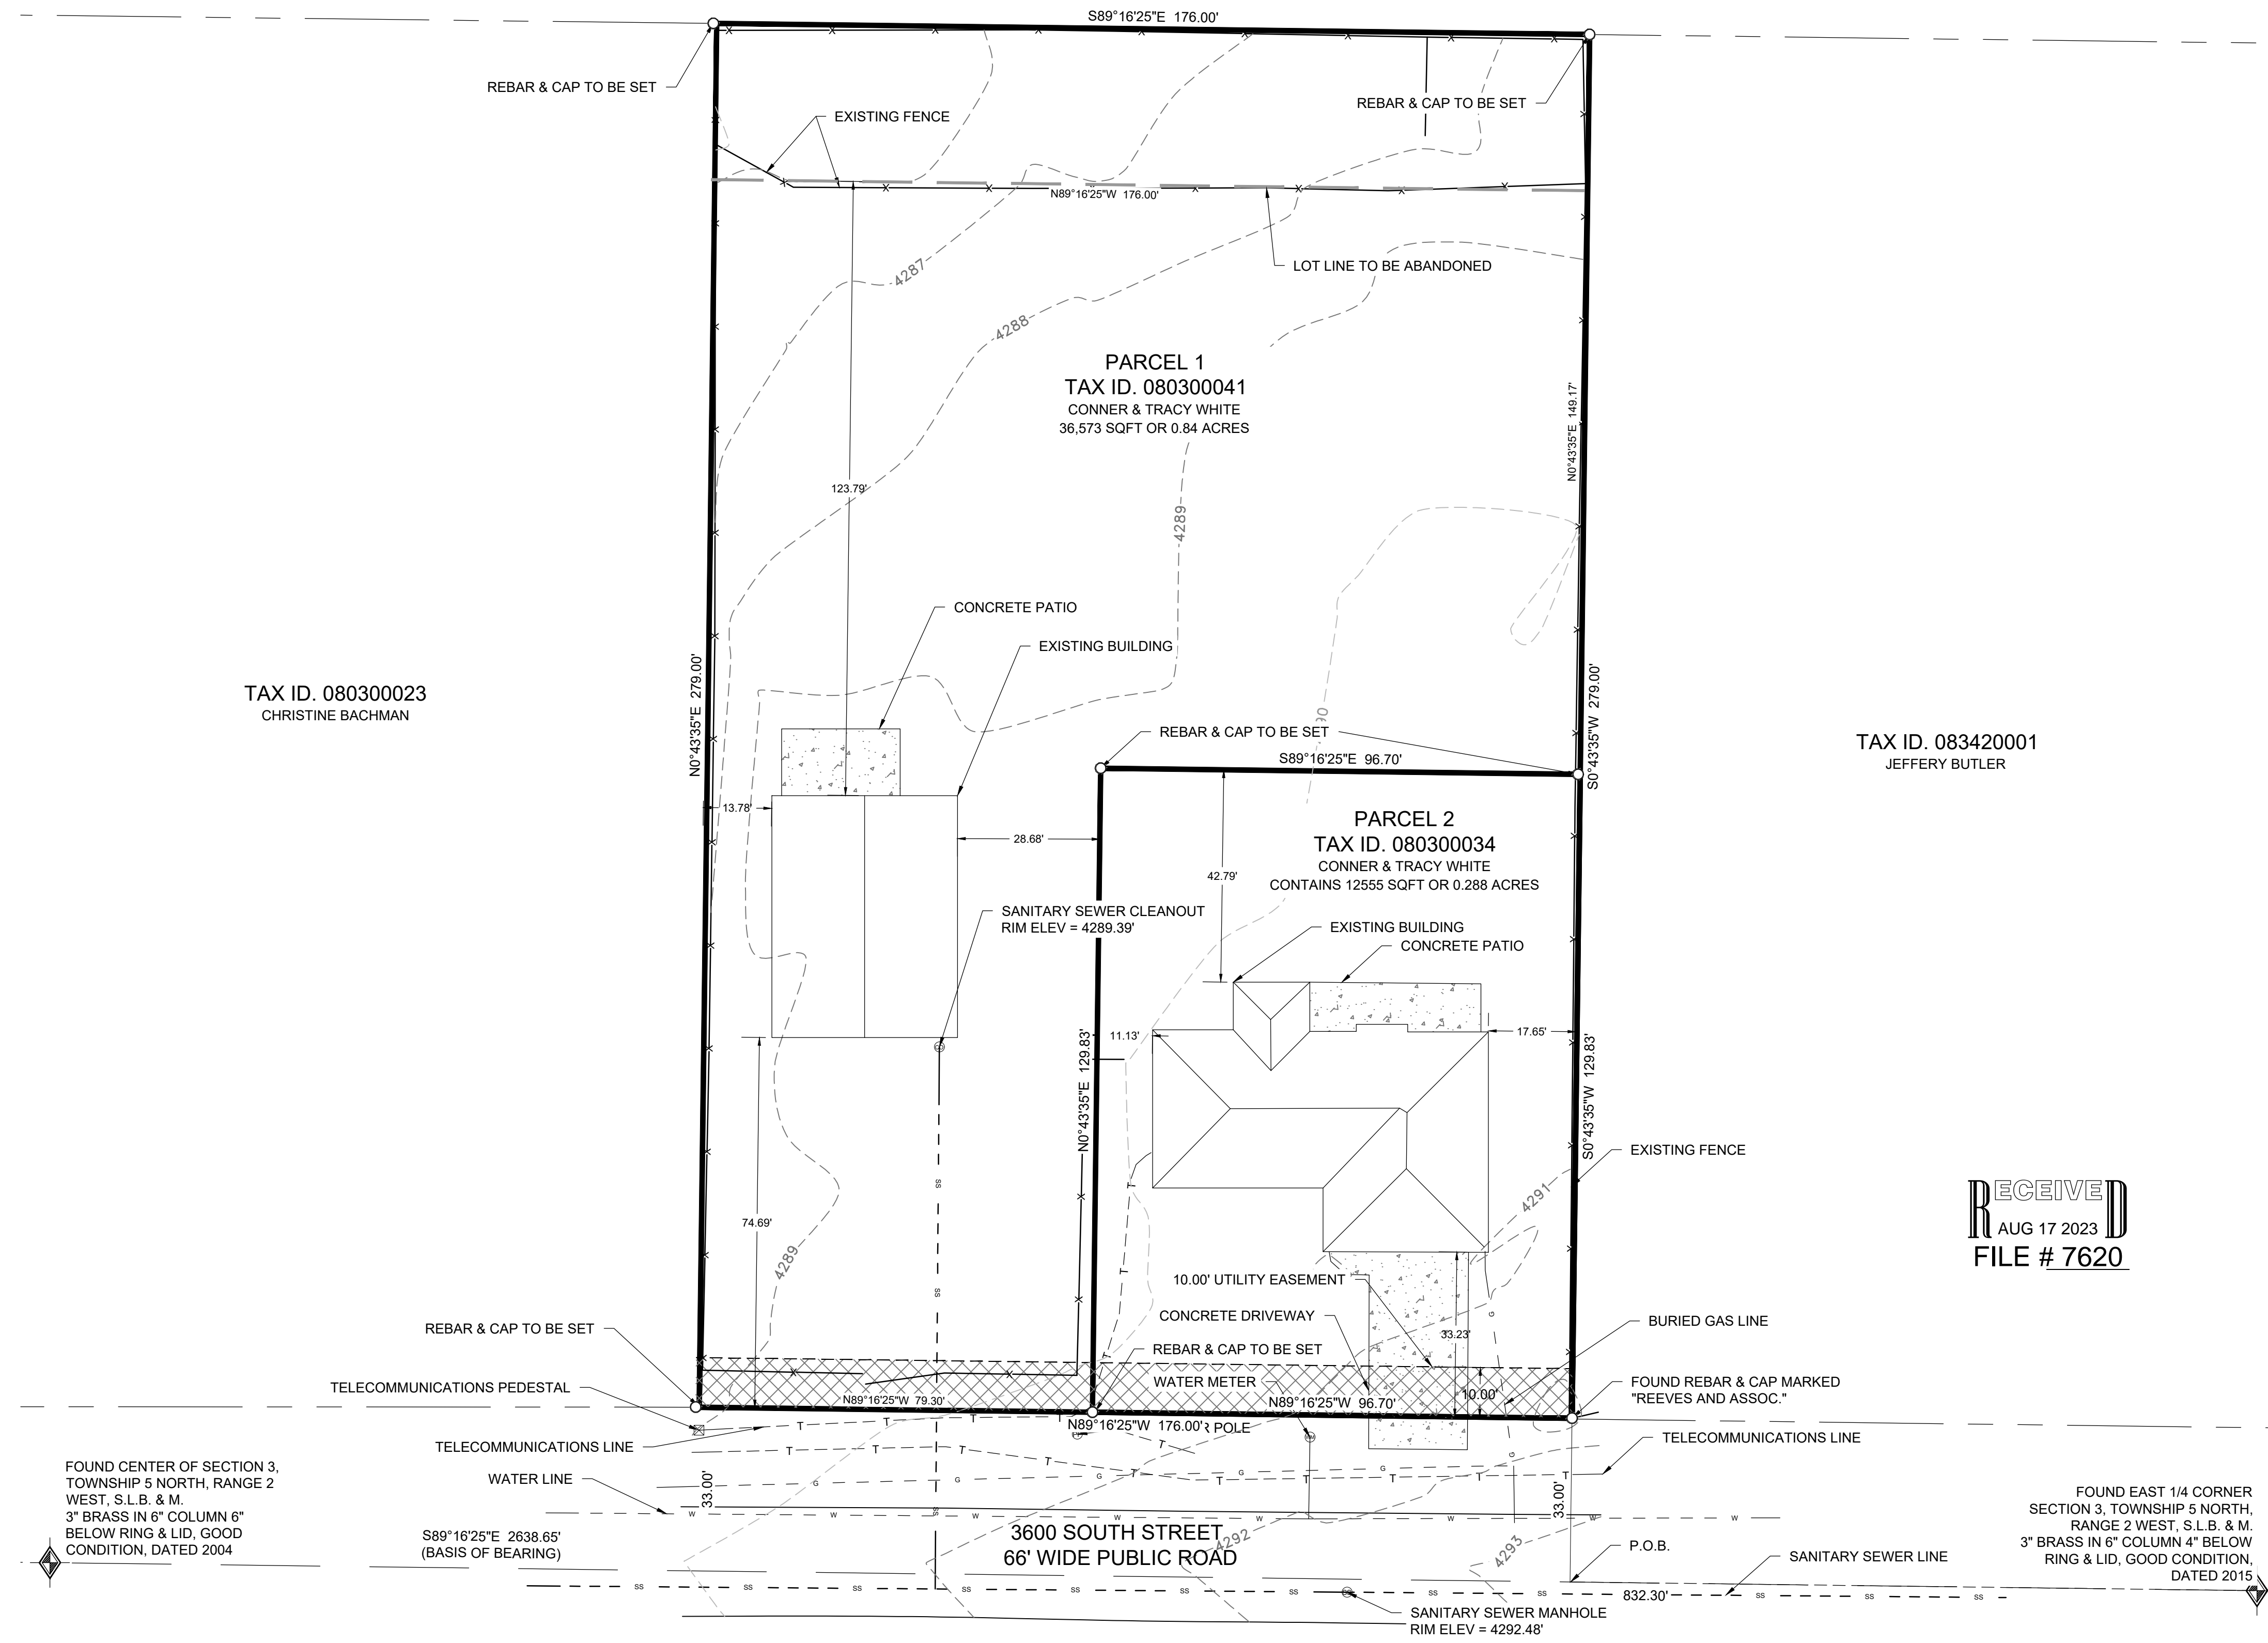 S89°16'25"E 176.00'
REBAR & CAP TO BE SET
REBAR & CAP TO BE SET
EXISTING FENCE
N89°16'25"W 176.00'
LOT LINE TO BE ABANDONED
4287
4288
PARCEL 1
TAX ID. 080300041
CONNER & TRACY WHITE
36,573 SQFT OR 0.84 ACRES
N0°43'35"E 149.17'
123.79'
4289
CONCRETE PATIO
EXISTING BUILDING
N0°43'35"E 279.00'
TAX ID. 080300023
CHRISTINE BACHMAN
S0°43'35"W 279.00'
TAX ID. 083420001
JEFFERY BUTLER
90
REBAR & CAP TO BE SET
S89°16'25"E 96.70'
13.78'
28.68'
PARCEL 2
TAX ID. 080300034
CONNER & TRACY WHITE
CONTAINS 12555 SQFT OR 0.288 ACRES
42.79'
SANITARY SEWER CLEANOUT
RIM ELEV = 4289.39'
EXISTING BUILDING
CONCRETE PATIO
11.13'
17.65'
N0°43'35"E 129.83'
S0°43'35"W 129.83'
EXISTING FENCE
4291
74.69'
4289
RECEIVED
AUG 17 2023
FILE # 7620
10.00' UTILITY EASEMENT
CONCRETE DRIVEWAY
33.23'
BURIED GAS LINE
REBAR & CAP TO BE SET
REBAR & CAP TO BE SET
TELECOMMUNICATIONS PEDESTAL
WATER METER
10.00'
FOUND REBAR & CAP MARKED
"REEVES AND ASSOC."
N89°16'25"W 79.30'
N89°16'25"W 96.70'
N89°16'25"W 176.00'
R POLE
TELECOMMUNICATIONS LINE
TELECOMMUNICATIONS LINE
WATER LINE
33.00'
33.00'
FOUND CENTER OF SECTION 3,
TOWNSHIP 5 NORTH, RANGE 2
WEST, S.L.B. & M.
3" BRASS IN 6" COLUMN 6"
BELOW RING & LID, GOOD
CONDITION, DATED 2004
S89°16'25"E 2638.65'
(BASIS OF BEARING)
3600 SOUTH STREET
66' WIDE PUBLIC ROAD
4292
4293
P.O.B.
SANITARY SEWER LINE
FOUND EAST 1/4 CORNER
SECTION 3, TOWNSHIP 5 NORTH,
RANGE 2 WEST, S.L.B. & M.
3" BRASS IN 6" COLUMN 4" BELOW
RING & LID, GOOD CONDITION,
DATED 2015
832.30'
SANITARY SEWER MANHOLE
RIM ELEV = 4292.48'